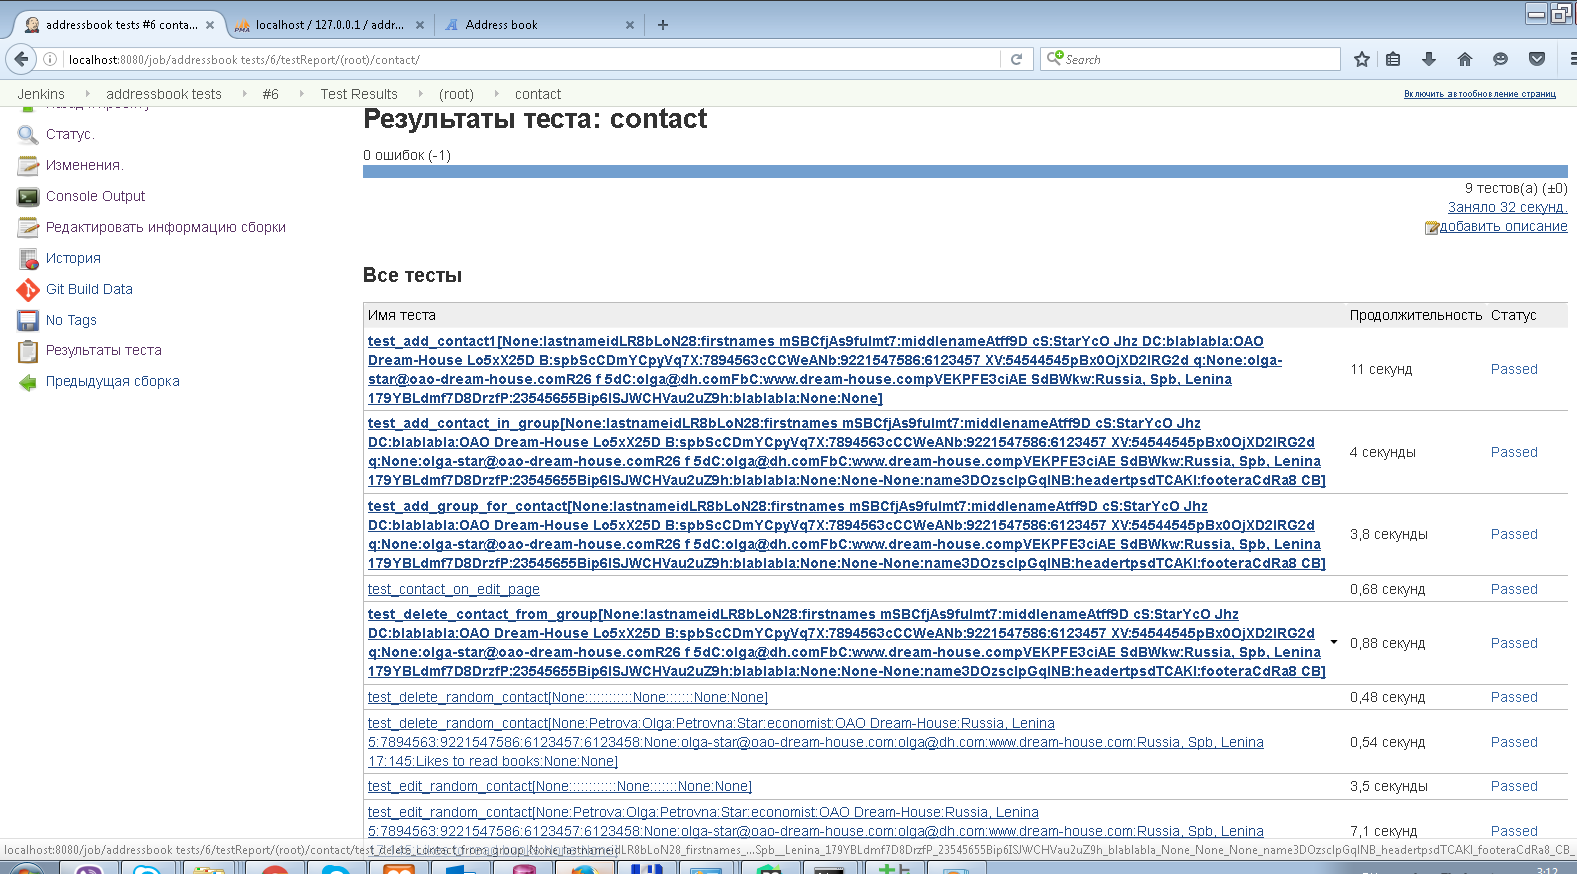 addressbook tests #6 conta...
localhost / 127.0.0.1 / addr...
Address book
localhost:8080/job/addressbook tests/6/testReport/(root)/contact/
Search
Jenkins
addressbook tests
#6
Test Results
(root)
contact
Включить автообновление страниц
Назад к проекту
Статус.
Изменения.
Console Output
Редактировать информацию сборки
История
Git Build Data
No Tags
Результаты теста
Предыдущая сборка
Результаты теста: contact
0 ошибок (-1)
9 тестов(а) (±0)
Заняло 32 секунд.
добавить описание
Все тесты
Имя теста Продолжительность Статус
test_add_contact1[None:lastnameidLR8bLoN28:firstnames mSBCfjAs9fulmt7:middlenameAtff9D cS:StarYcO Jhz DC:blablabla:OAO
Dream-House Lo5xX25D B:spbScCDmYCpyVq7X:7894563cCCWeANb:9221547586:6123457 XV:54544545pBx0OjXD2IRG2d q:None:olga-
star@oao-dream-house.comR26 f 5dC:olga@dh.comFbC:www.dream-house.compVEKPFE3ciAE SdBWkw:Russia, Spb, Lenina
179YBLdmf7D8DrzfP:23545655Bip6ISJWCHVau2uZ9h:blablabla:None:None]
11 секунд Passed
test_add_contact_in_group[None:lastnameidLR8bLoN28:firstnames mSBCfjAs9fulmt7:middlenameAtff9D cS:StarYcO Jhz
DC:blablabla:OAO Dream-House Lo5xX25D B:spbScCDmYCpyVq7X:7894563cCCWeANb:9221547586:6123457 XV:54544545pBx0OjXD2IRG2d
q:None:olga-star@oao-dream-house.comR26 f 5dC:olga@dh.comFbC:www.dream-house.compVEKPFE3ciAE SdBWkw:Russia, Spb, Lenina
179YBLdmf7D8DrzfP:23545655Bip6ISJWCHVau2uZ9h:blablabla:None:None-None:name3DOzscIpGqINB:headertpsdTCAKI:footeraCdRa8 CB]
4 секунды Passed
test_add_group_for_contact[None:lastnameidLR8bLoN28:firstnames mSBCfjAs9fulmt7:middlenameAtff9D cS:StarYcO Jhz
DC:blablabla:OAO Dream-House Lo5xX25D B:spbScCDmYCpyVq7X:7894563cCCWeANb:9221547586:6123457 XV:54544545pBx0OjXD2IRG2d
q:None:olga-star@oao-dream-house.comR26 f 5dC:olga@dh.comFbC:www.dream-house.compVEKPFE3ciAE SdBWkw:Russia, Spb, Lenina
179YBLdmf7D8DrzfP:23545655Bip6ISJWCHVau2uZ9h:blablabla:None:None-None:name3DOzscIpGqINB:headertpsdTCAKI:footeraCdRa8 CB]
3,8 секунды Passed
test_contact_on_edit_page 0,68 секунд Passed
test_delete_contact_from_group[None:lastnameidLR8bLoN28:firstnames mSBCfjAs9fulmt7:middlenameAtff9D cS:StarYcO Jhz
DC:blablabla:OAO Dream-House Lo5xX25D B:spbScCDmYCpyVq7X:7894563cCCWeANb:9221547586:6123457 XV:54544545pBx0OjXD2IRG2d
q:None:olga-star@oao-dream-house.comR26 f 5dC:olga@dh.comFbC:www.dream-house.compVEKPFE3ciAE SdBWkw:Russia, Spb, Lenina
179YBLdmf7D8DrzfP:23545655Bip6ISJWCHVau2uZ9h:blablabla:None:None-None:name3DOzscIpGqINB:headertpsdTCAKI:footeraCdRa8 CB]
0,88 секунд Passed
test_delete_random_contact[None::::::::::::None:::::::None:None] 0,48 секунд Passed
test_delete_random_contact[None:Petrova:Olga:Petrovna:Star:economist:OAO Dream-House:Russia, Lenina
5:7894563:9221547586:6123457:6123458:None:olga-star@oao-dream-house.com:olga@dh.com:www.dream-house.com:Russia, Spb, Lenina
17:145:Likes to read books:None:None]
0,54 секунд Passed
test_edit_random_contact[None::::::::::::None:::::::None:None] 3,5 секунды Passed
test_edit_random_contact[None:Petrova:Olga:Petrovna:Star:economist:OAO Dream-House:Russia, Lenina
5:7894563:9221547586:6123457:6123458:None:olga-star@oao-dream-house.com:olga@dh.com:www.dream-house.com:Russia, Spb, Lenina
7,1 секунд Passed
localhost:8080/job/addressbook tests/6/testReport/(root)/contact/test_delete_contact_from_group_None_lastnameidLR8bLoN28_firstnames_...Spb__Lenina_179YBLdmf7D8DrzfP_23545655Bip6ISJWCHVau2uZ9h_blablabla_None_None_None_name3DOzscIpGqINB_headertpsdTCAKI_footeraCdRa8_CB_
3:12